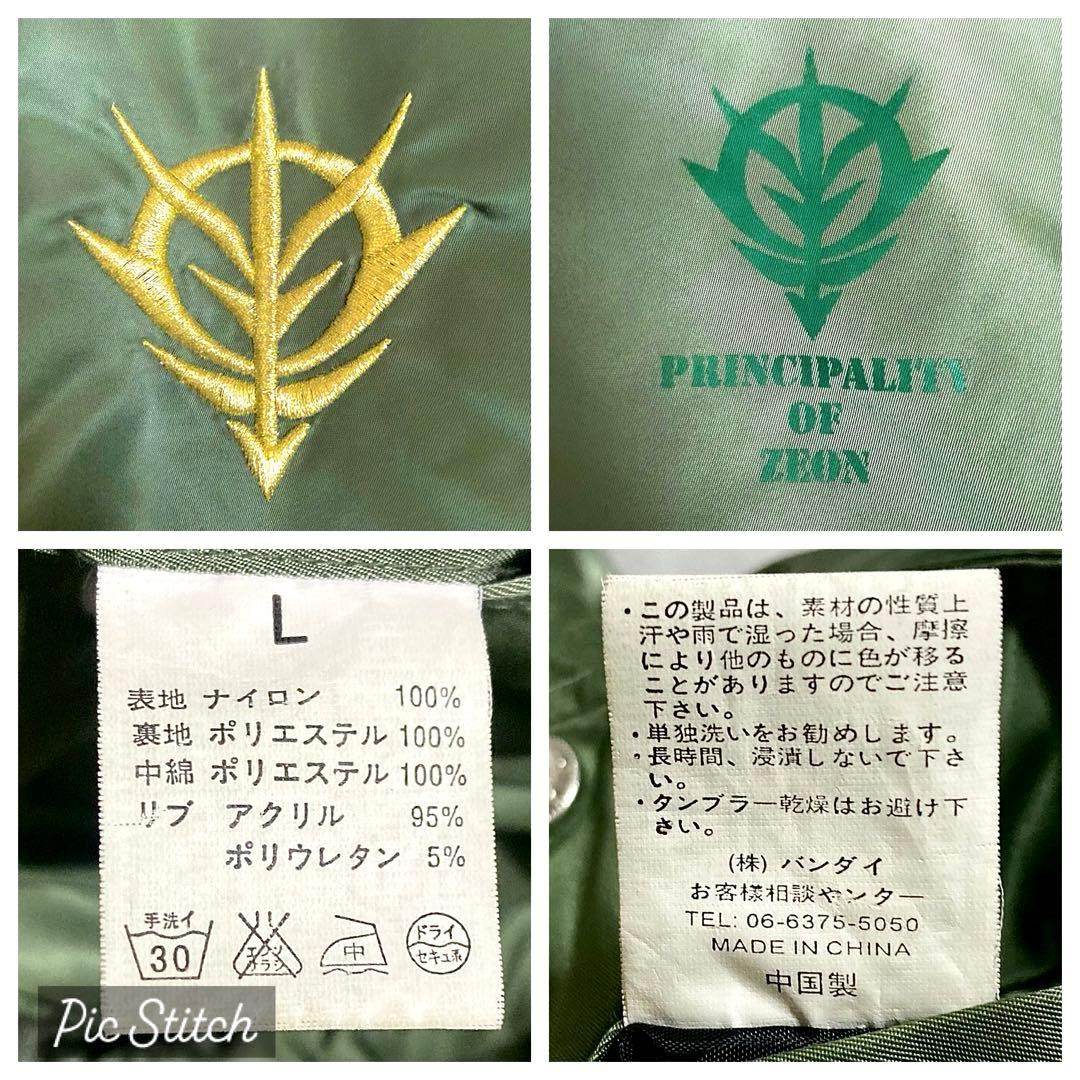 PRINCIPALITY
OF
ZEON
L
表地 ナイロン 100%
裏地 ポリエステル 100%
中綿 ポリエステル 100%
リブ アクリル 95%
ポリウレタン 5%
手洗イ
30
エンソ
サラシ
中
ドライ
セキユ系
・この製品は、素材の性質上
汗や雨で湿った場合、摩擦
により他のものに色が移る
ことがありますのでご注意
下さい。
・単独洗いをお勧めします。
・長時間、浸漬しないで下さ
い。
・タンブラー乾燥はお避け下
さい。
(株) バンダイ
お客様相談やンター
TEL: 06-6375-5050
MADE IN CHINA
中国製
Pic Stitch